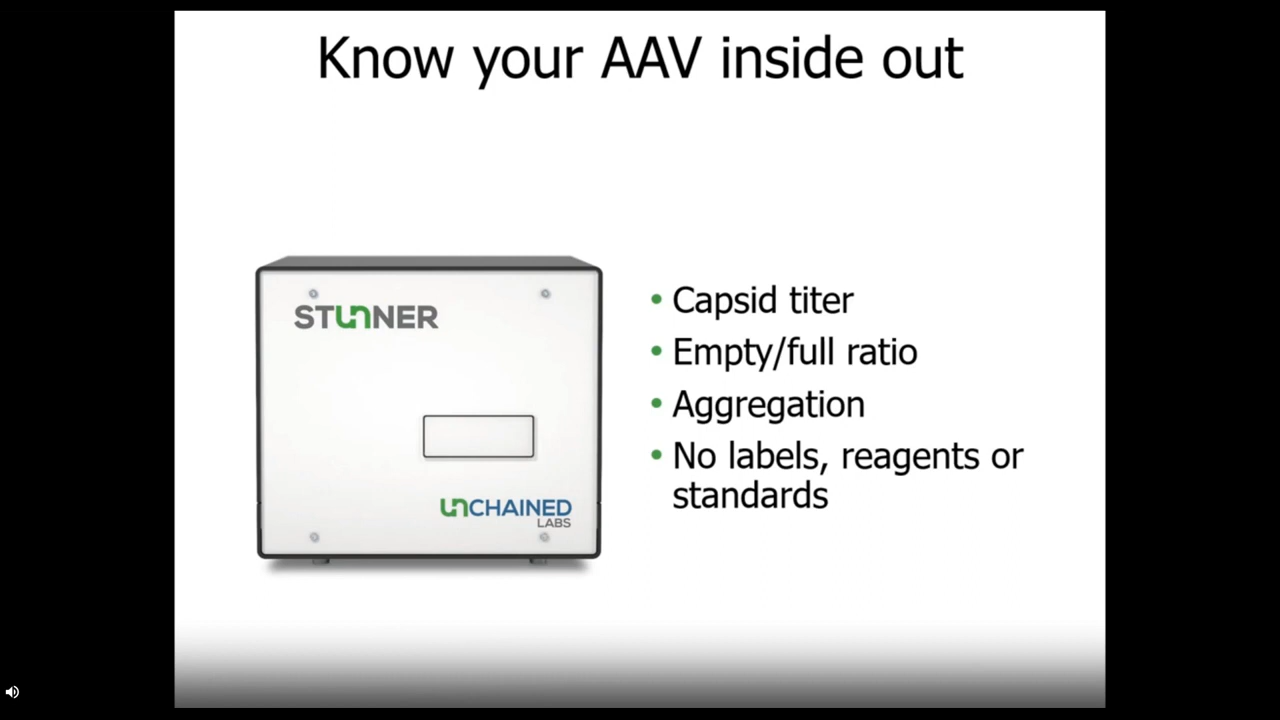 Know your AAV inside out
STUNNER
UNCHAINED
LABS
• Capsid titer
• Empty/full ratio
• Aggregation
• No labels, reagents or
standards